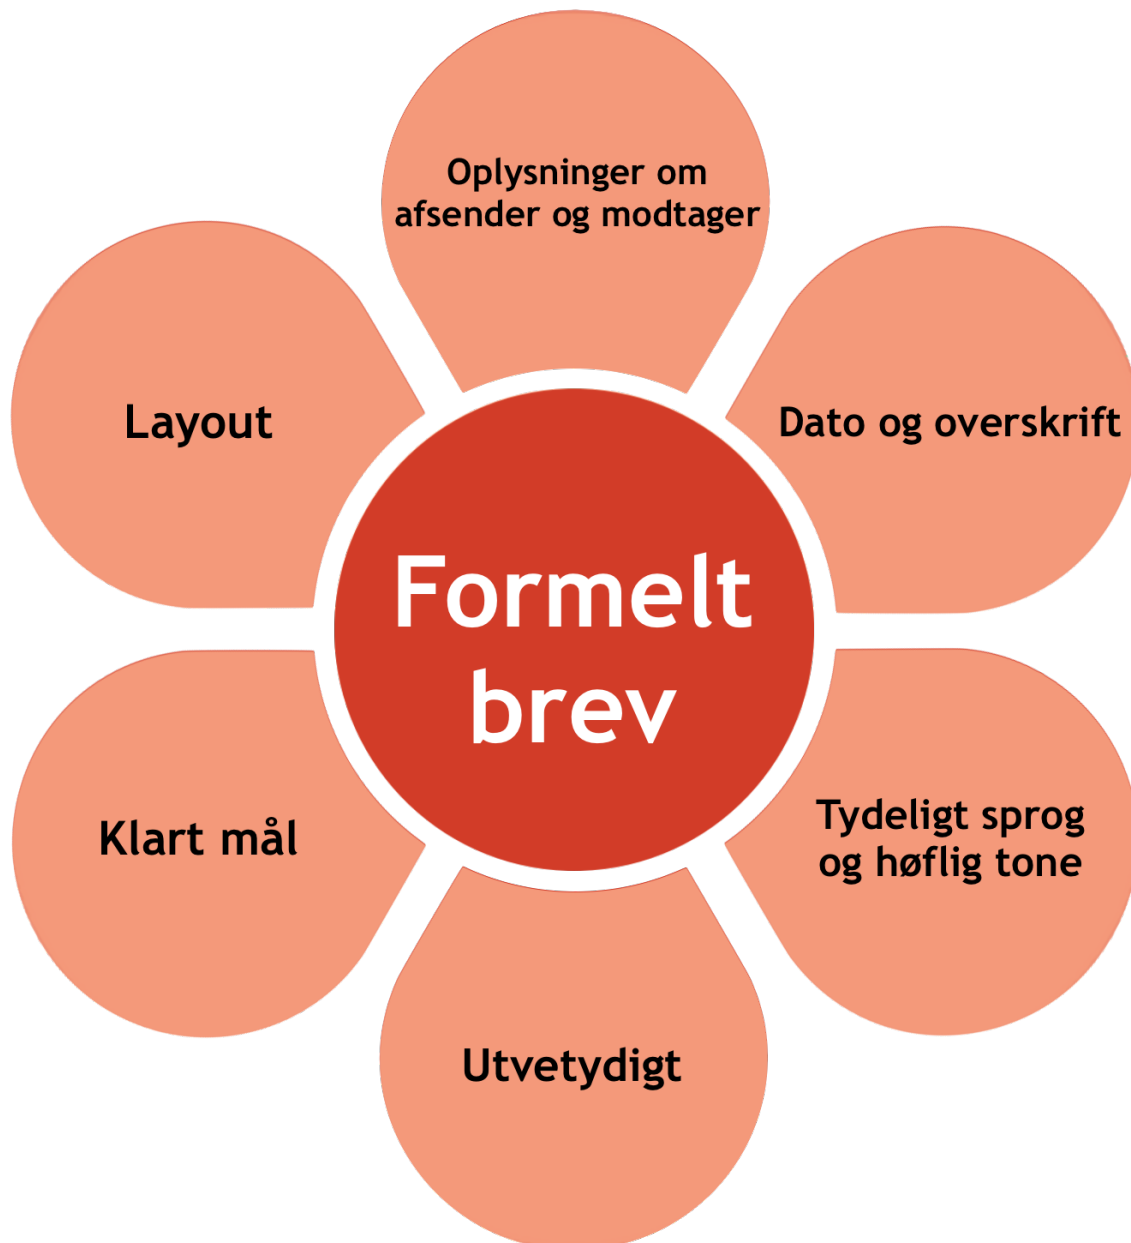 Oplysninger om
afsender og modtager
Dato og overskrift
Tydeligt sprog
og høflig tone
Utvetydigt
Klart mål
Layout
Formelt
brev